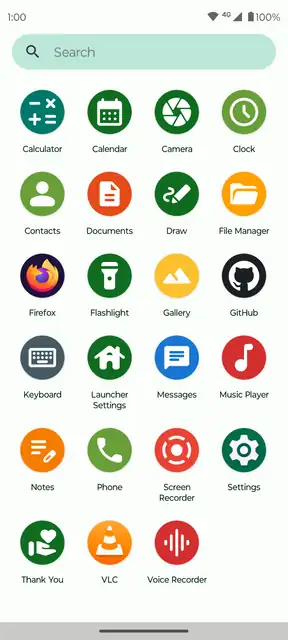 1:00 4G 100%
Search
Calculator Calendar Camera Clock
Contacts Documents Draw File Manager
Firefox Flashlight Gallery GitHub
Keyboard Launcher Settings Messages Music Player
Notes Phone Screen Recorder Settings
Thank You VLC Voice Recorder